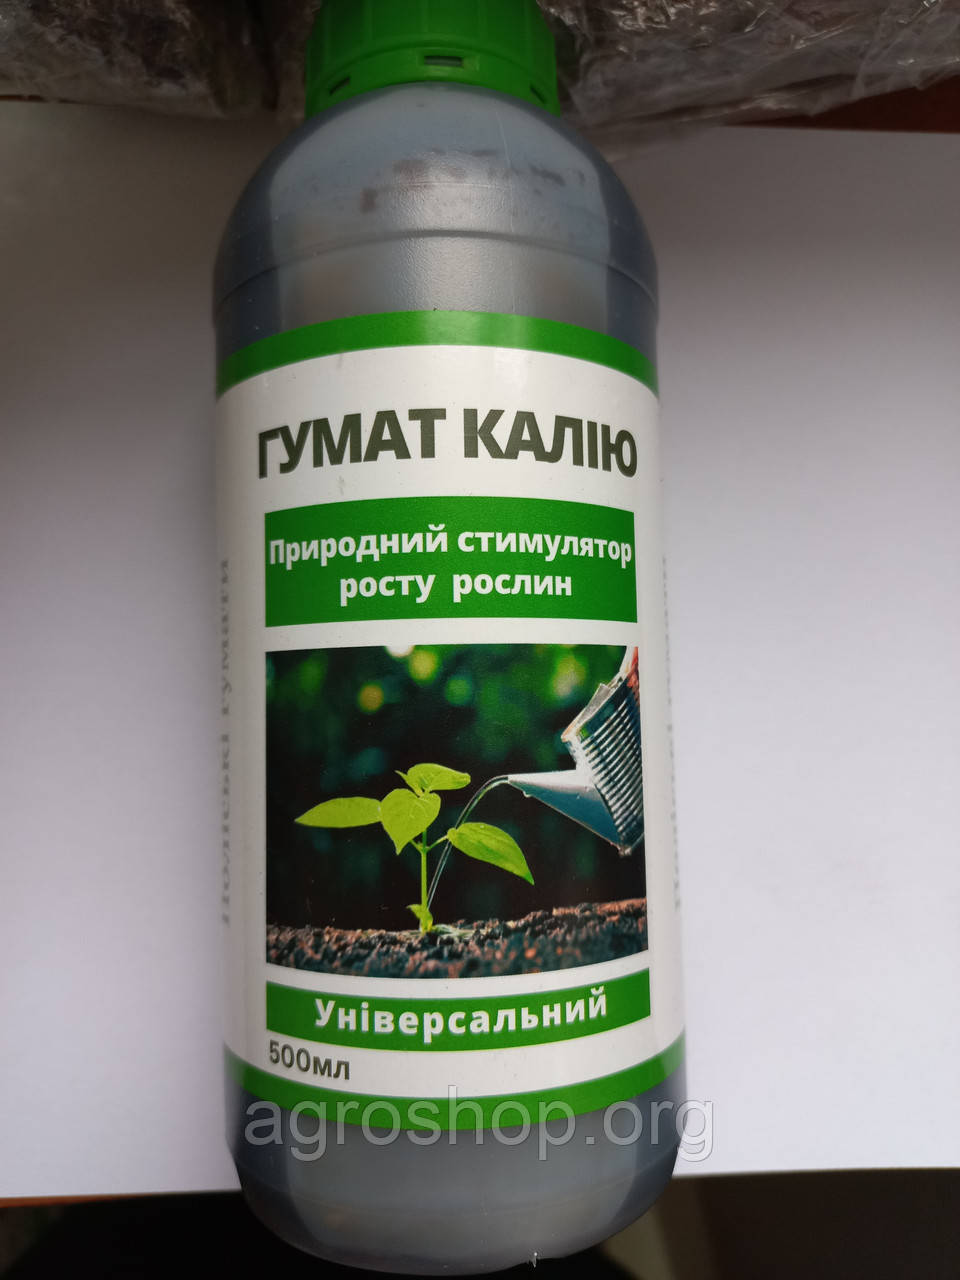 ГУМАТ КАЛІЮ
Природний стимулятор
росту рослин
Універсальний
500мл
agroshop.org